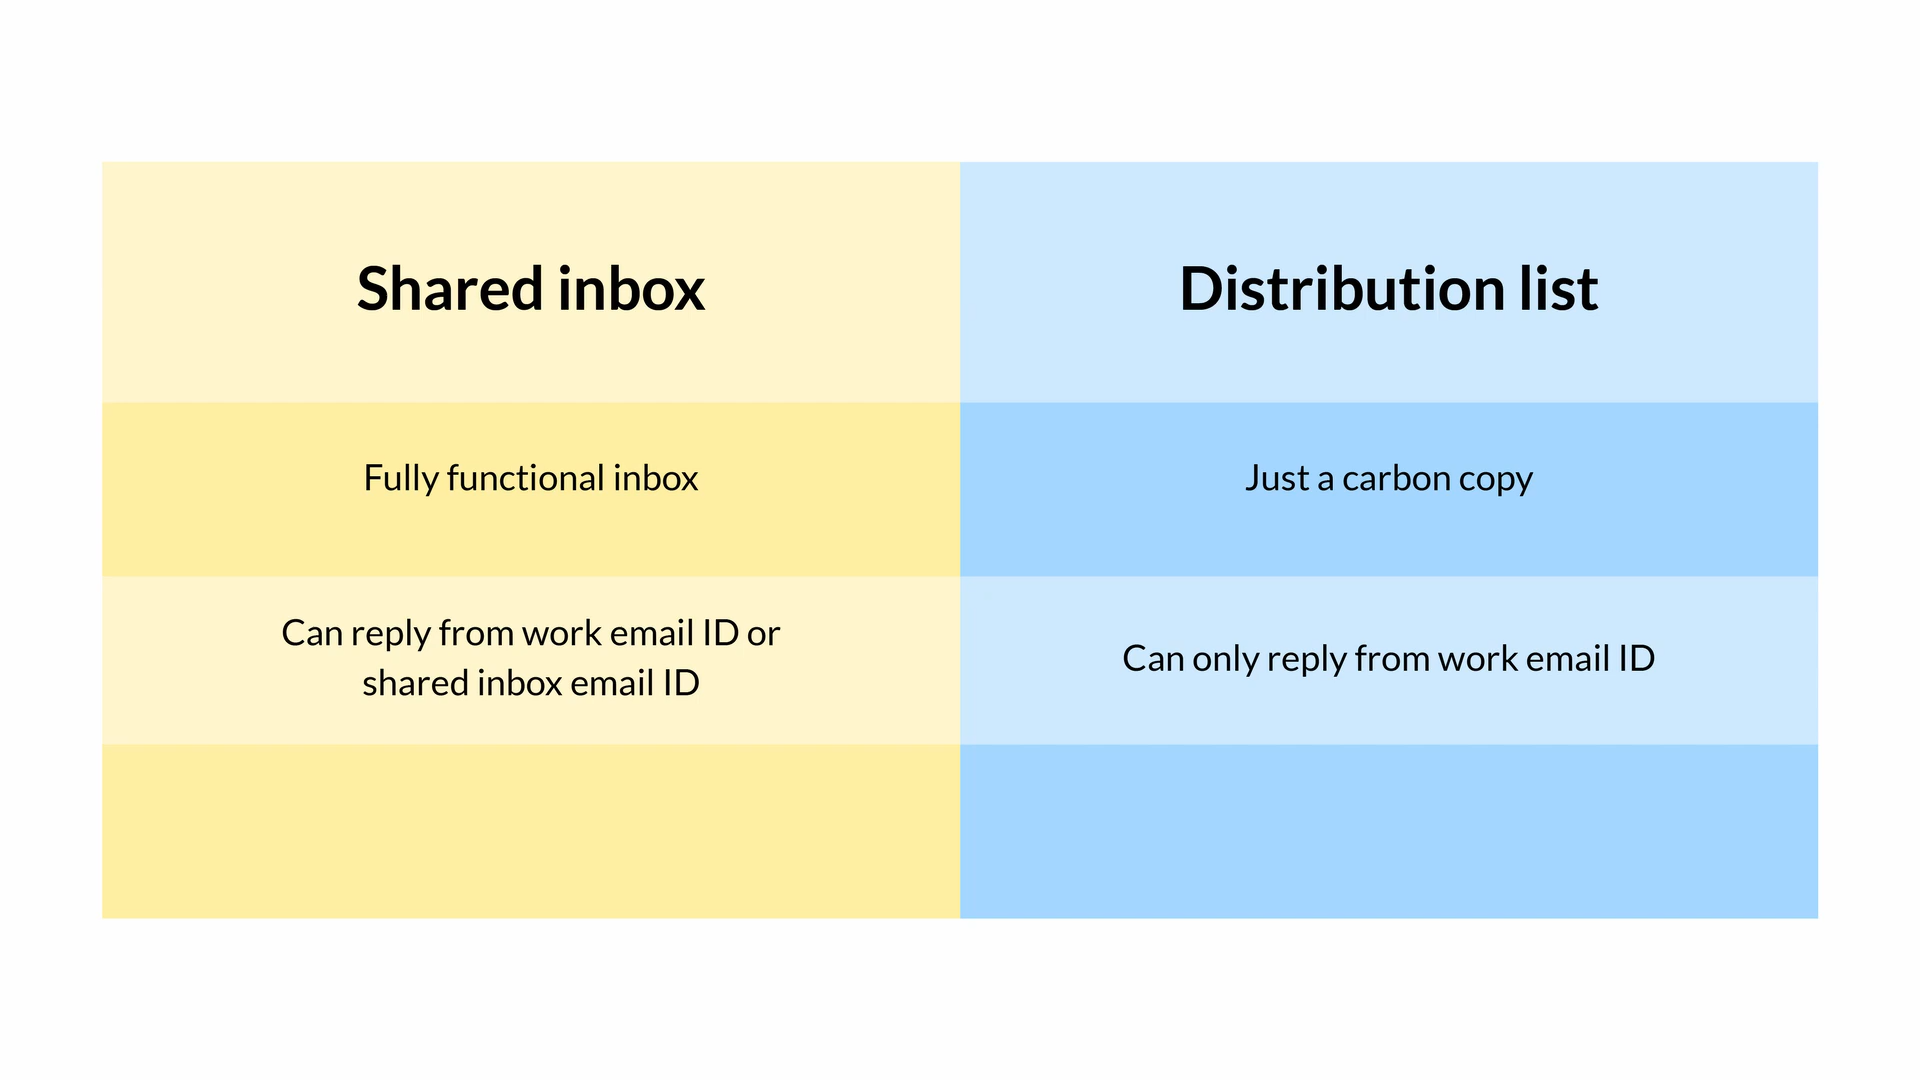 Shared inbox
Distribution list
Fully functional inbox
Just a carbon copy
Can reply from work email ID or
shared inbox email ID
Can only reply from work email ID